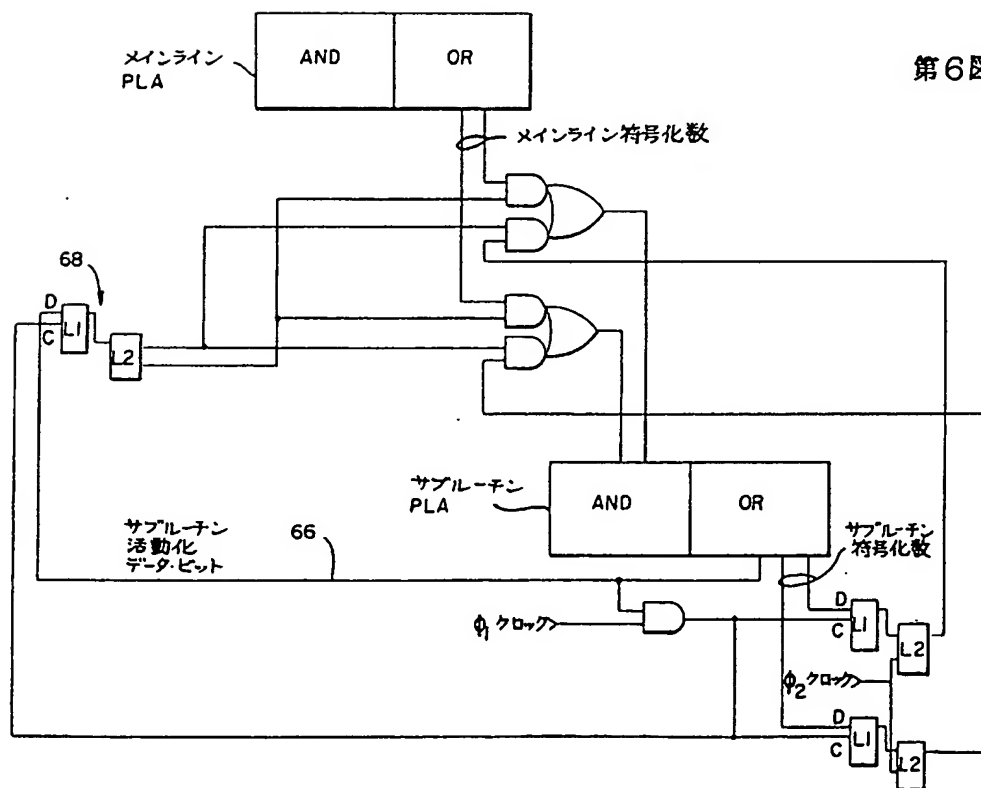 メインライン
PLA
AND
OR
第6図
メインライン符号化数
68
D
C
L1
L2
サブルーチン
PLA
AND
OR
サブルーチン
活動化
データ・ビット
66
サブルーチン
符号化数
φ1 クロック
D
C
L1
L2
φ2 クロック
D
C
L1
L2